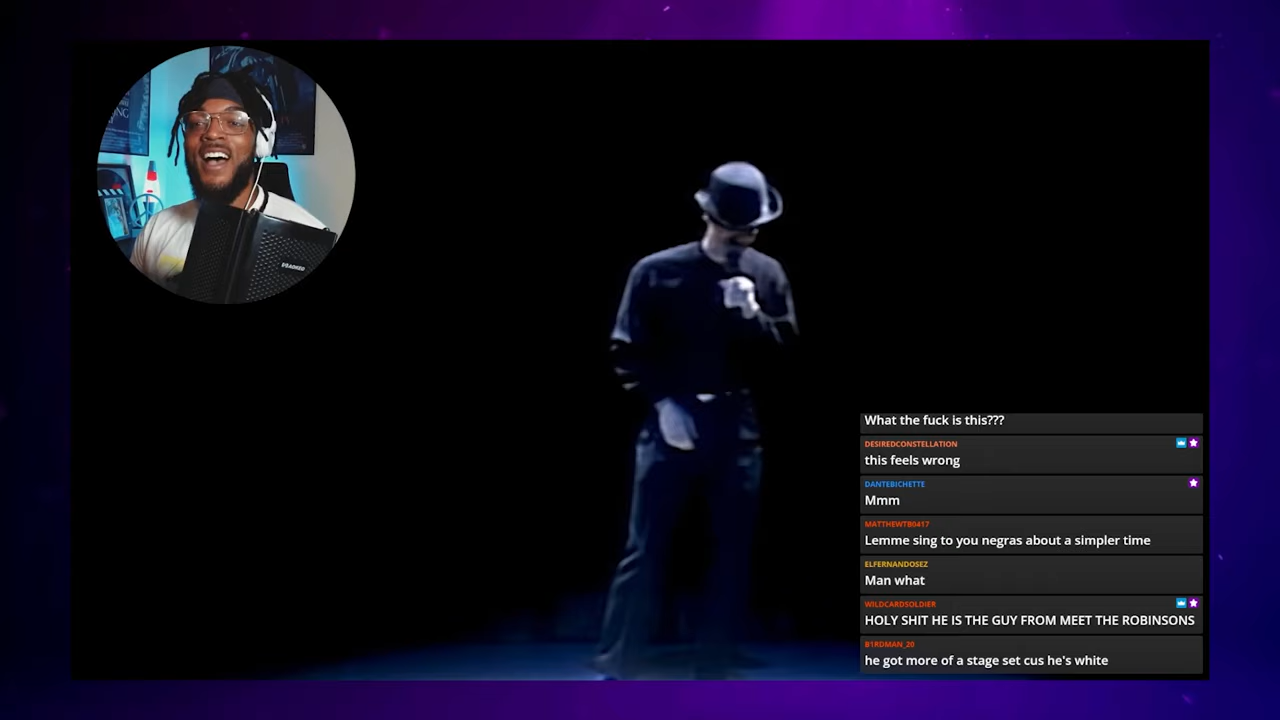 What the fuck is this???
DESIREDCONSTELLATION
this feels wrong
DANTEBICHETTE
Mmm
MATTHEWTB0417
Lemme sing to you negras about a simpler time
ELFERNANDOSEZ
Man what
WILDCARDSOLDIER
HOLY SHIT HE IS THE GUY FROM MEET THE ROBINSONS
B1RDMAN_20
he got more of a stage set cus he's white